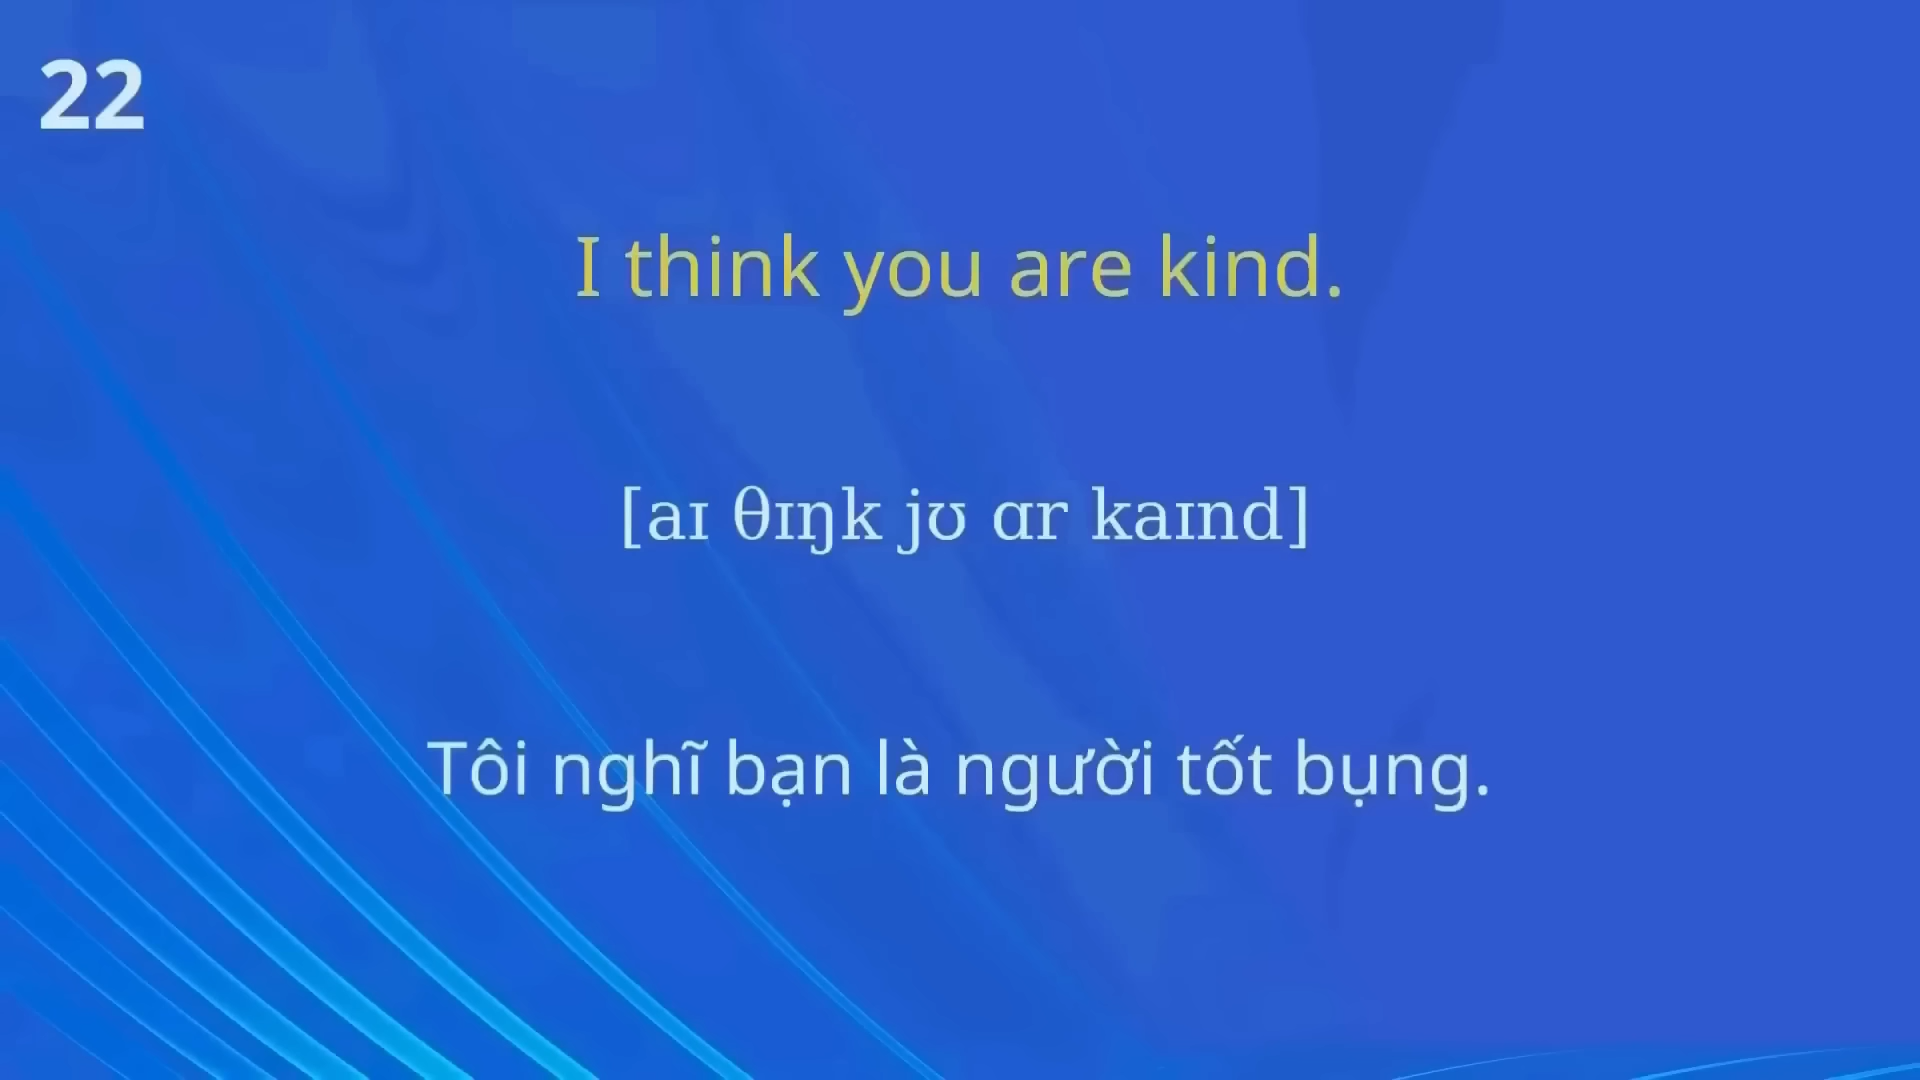 22
I think you are kind.
[aɪ θɪŋk jʊ ɑr kaɪnd]
Tôi nghĩ bạn là người tốt bụng.